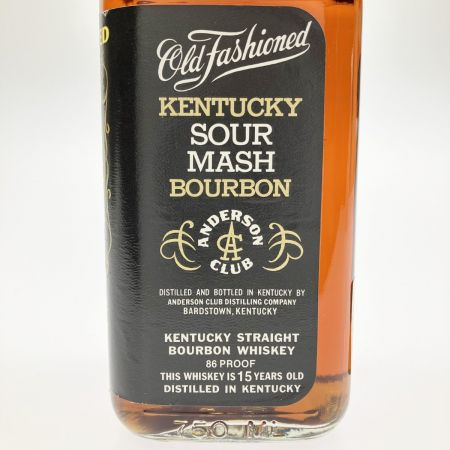 Old Fashioned
KENTUCKY
SOUR
MASH
BOURBON
ANDERSON
AC
CLUB
DISTILLED AND BOTTLED IN KENTUCKY BY
ANDERSON CLUB DISTILLING COMPANY
BARDSTOWN, KENTUCKY
KENTUCKY STRAIGHT
BOURBON WHISKEY
86 PROOF
THIS WHISKEY IS 15 YEARS OLD
DISTILLED IN KENTUCKY
750 ML